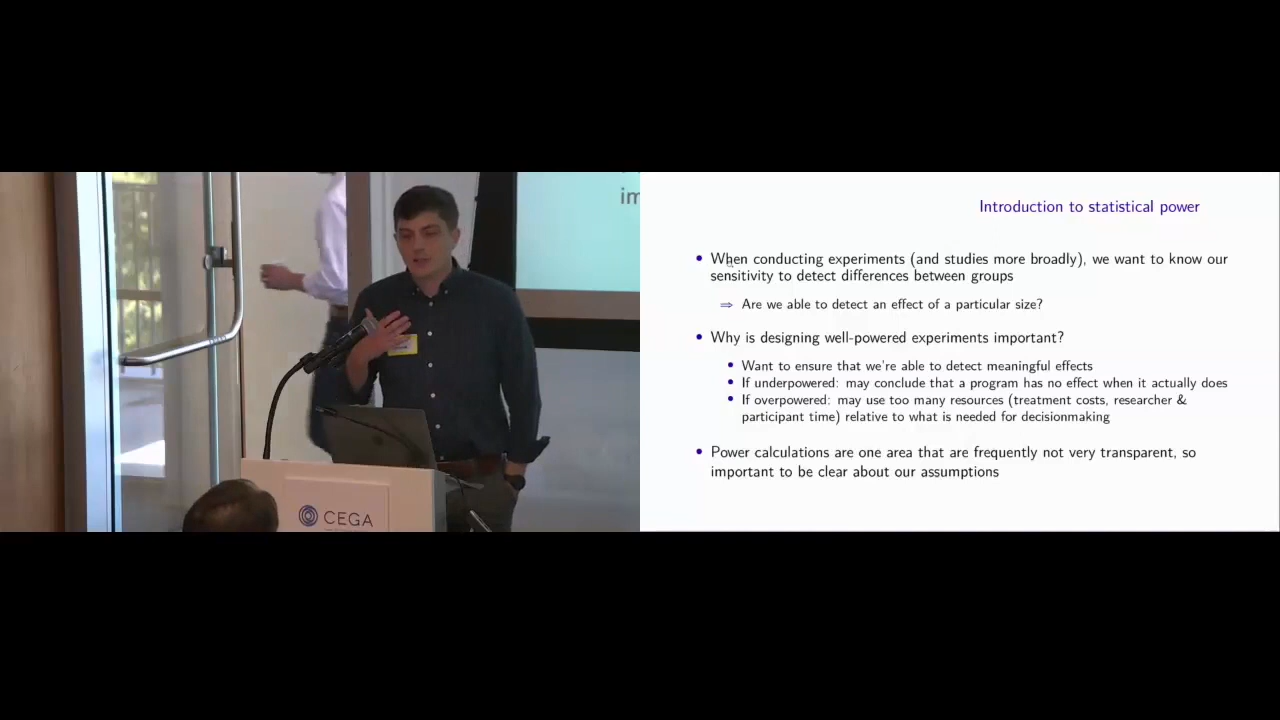 im
CEGA
Introduction to statistical power
• When conducting experiments (and studies more broadly), we want to know our
sensitivity to detect differences between groups
⇒ Are we able to detect an effect of a particular size?
• Why is designing well-powered experiments important?
• Want to ensure that we're able to detect meaningful effects
• If underpowered: may conclude that a program has no effect when it actually does
• If overpowered: may use too many resources (treatment costs, researcher &
participant time) relative to what is needed for decisionmaking
• Power calculations are one area that are frequently not very transparent, so
important to be clear about our assumptions